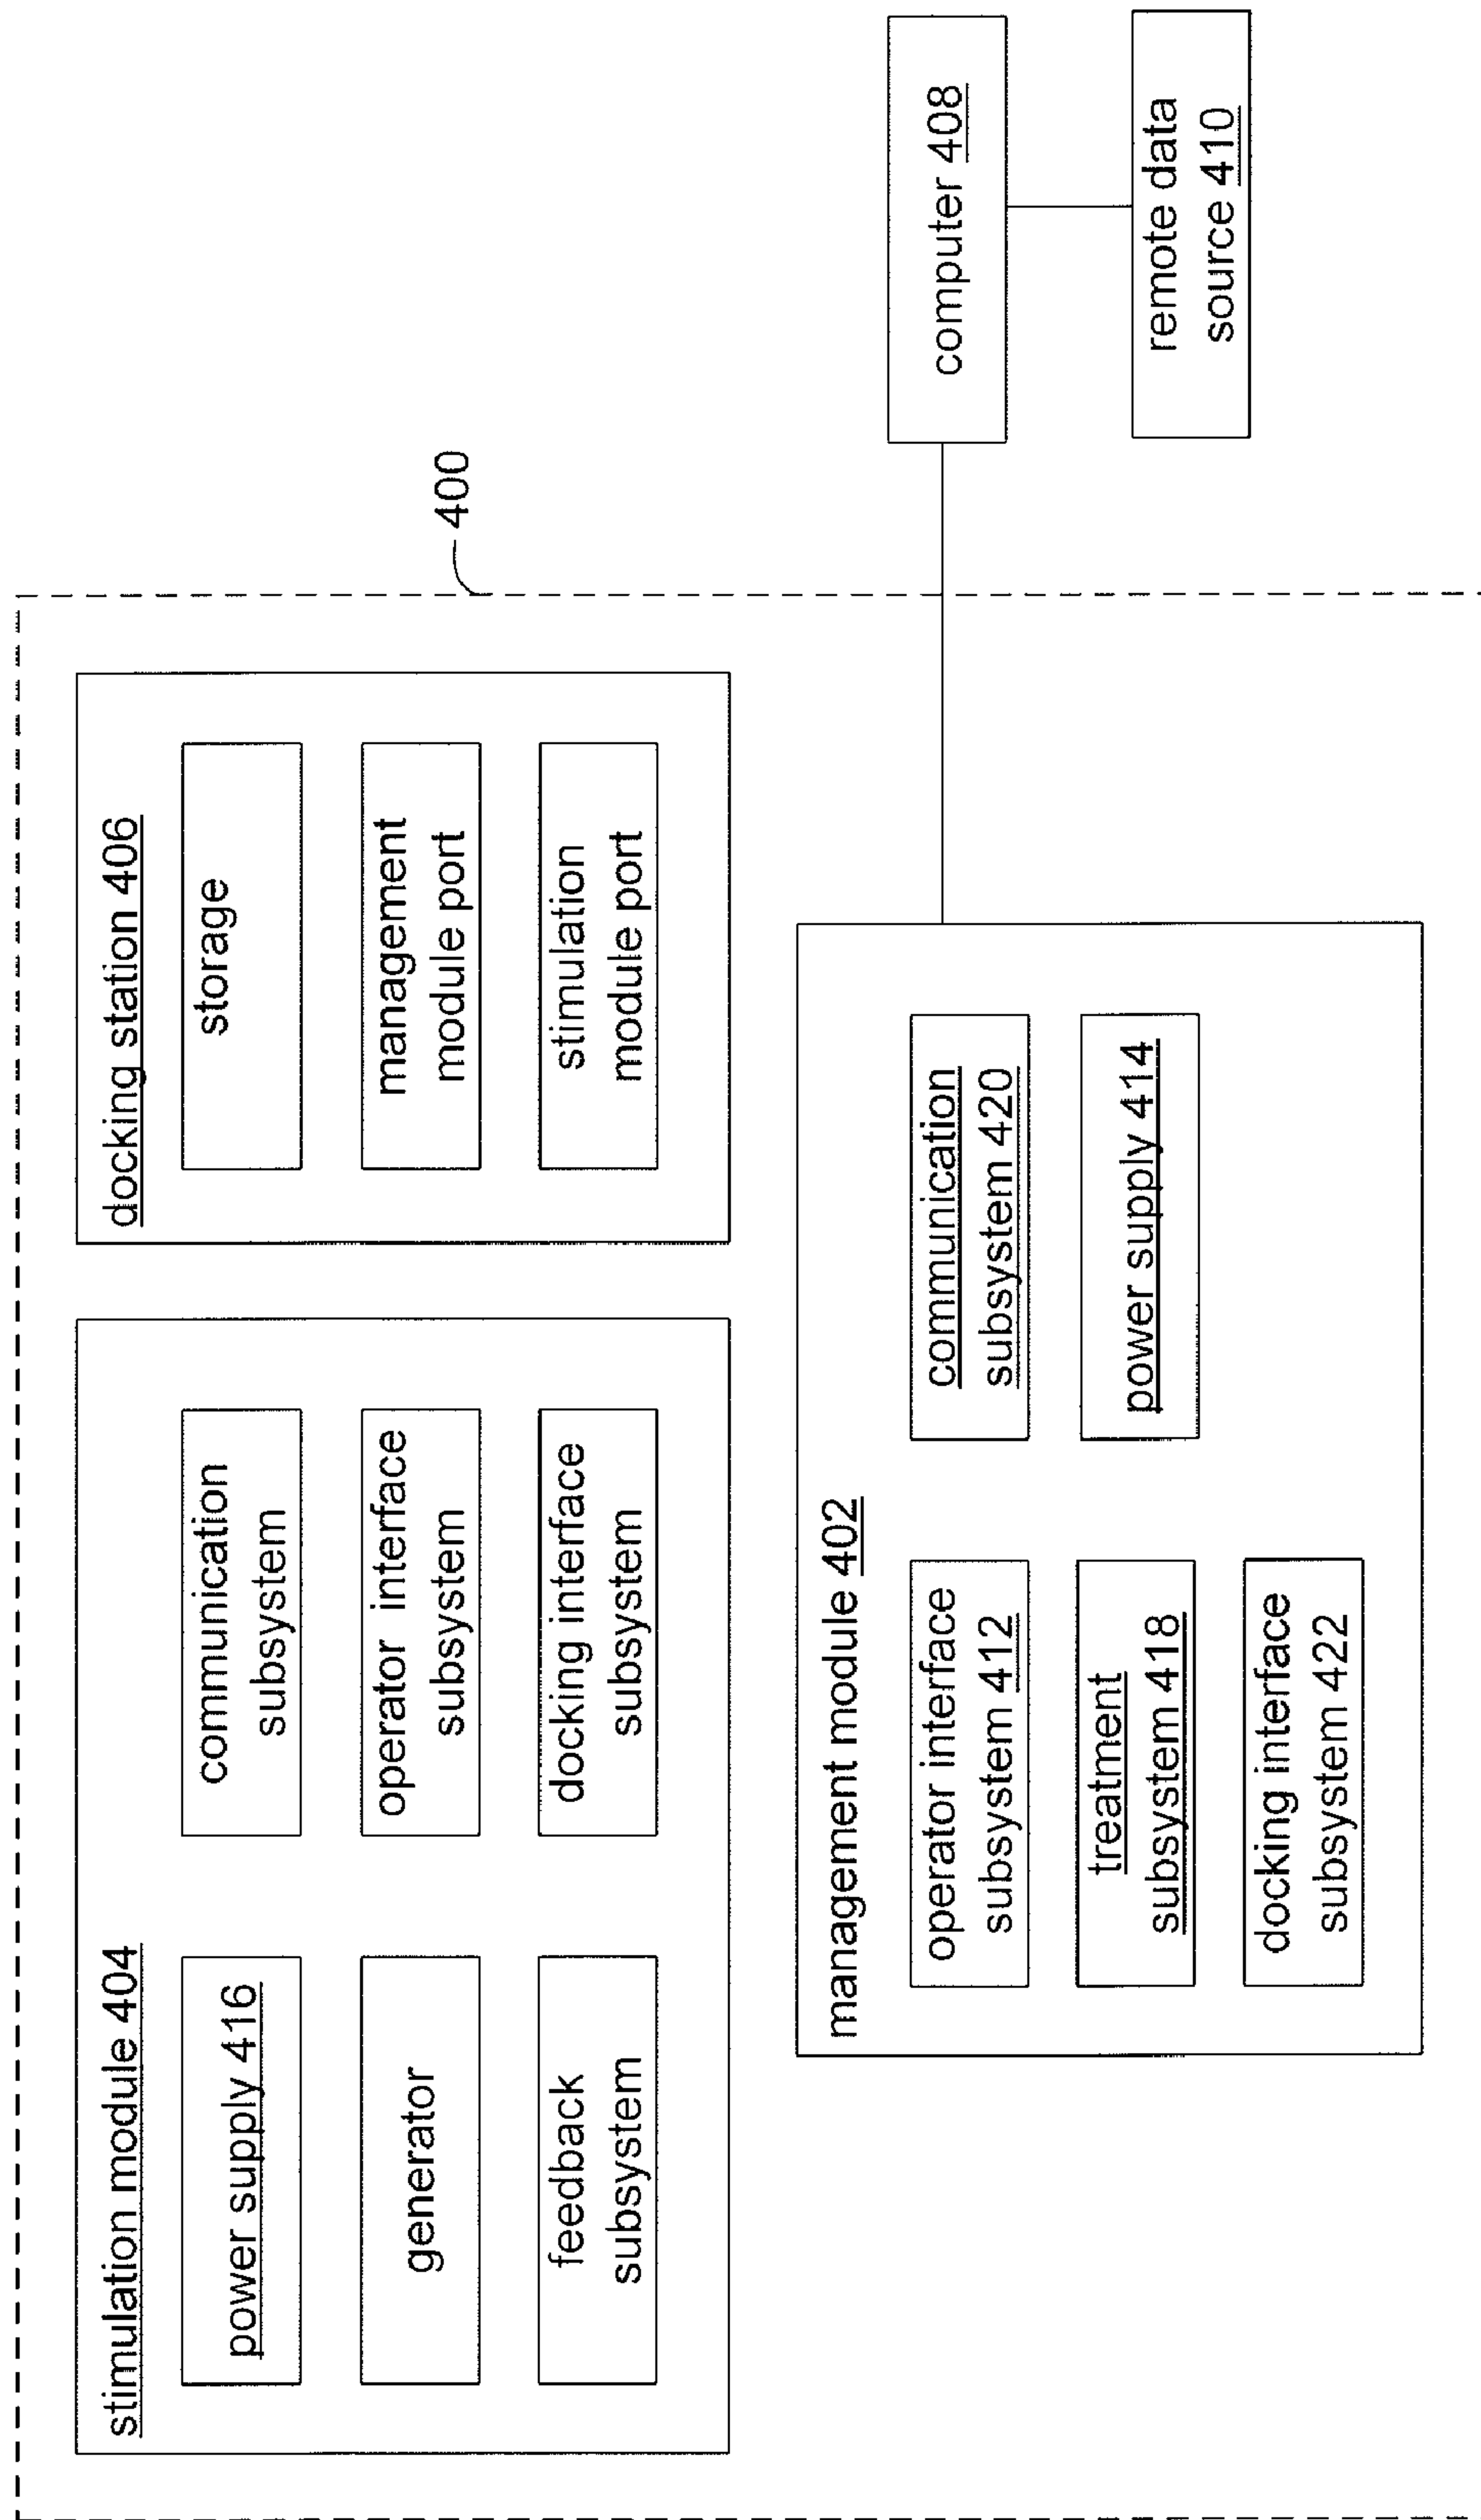 400
stimulation module 404
power supply 416
generator
feedback
subsystem
communication
subsystem
operator interface
subsystem
docking interface
subsystem
docking station 406
storage
management
module port
stimulation
module port
management module 402
operator interface
subsystem 412
treatment
subsystem 418
docking interface
subsystem 422
communication
subsystem 420
power supply 414
computer 408
remote data
source 410